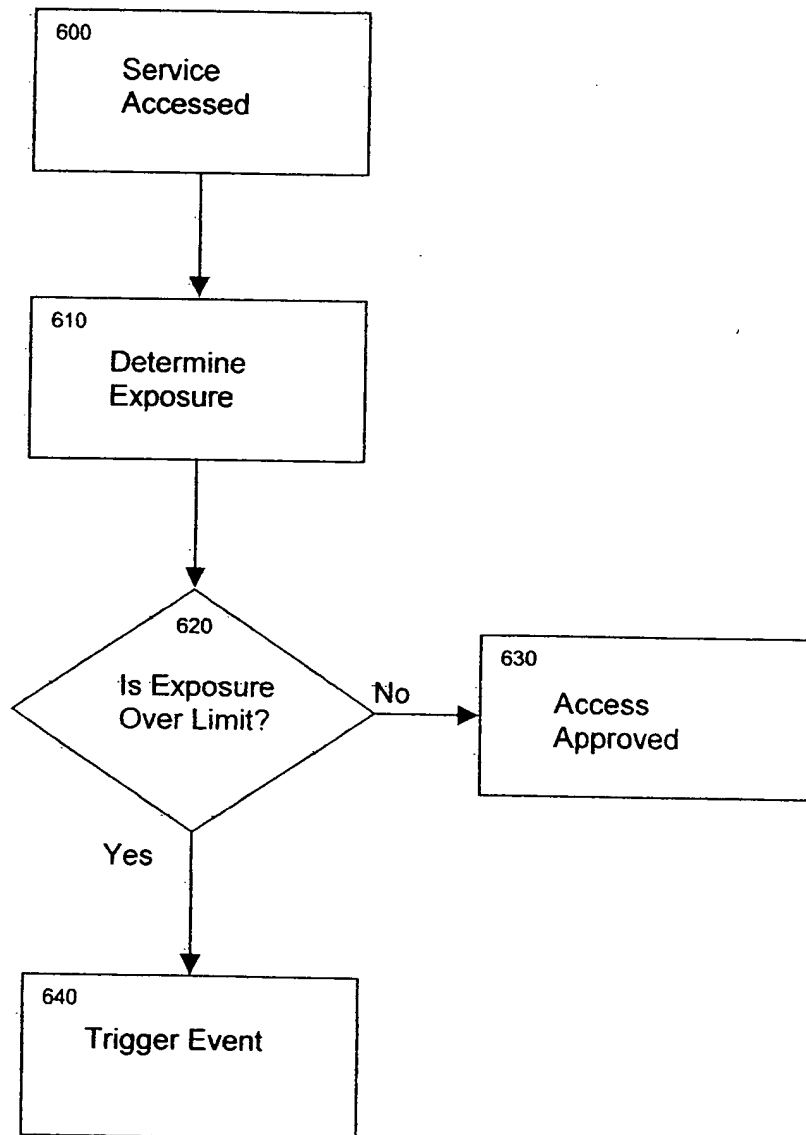 600
Service
Accessed
610
Determine
Exposure
620
Is Exposure
Over Limit?
No
630
Access
Approved
Yes
640
Trigger Event